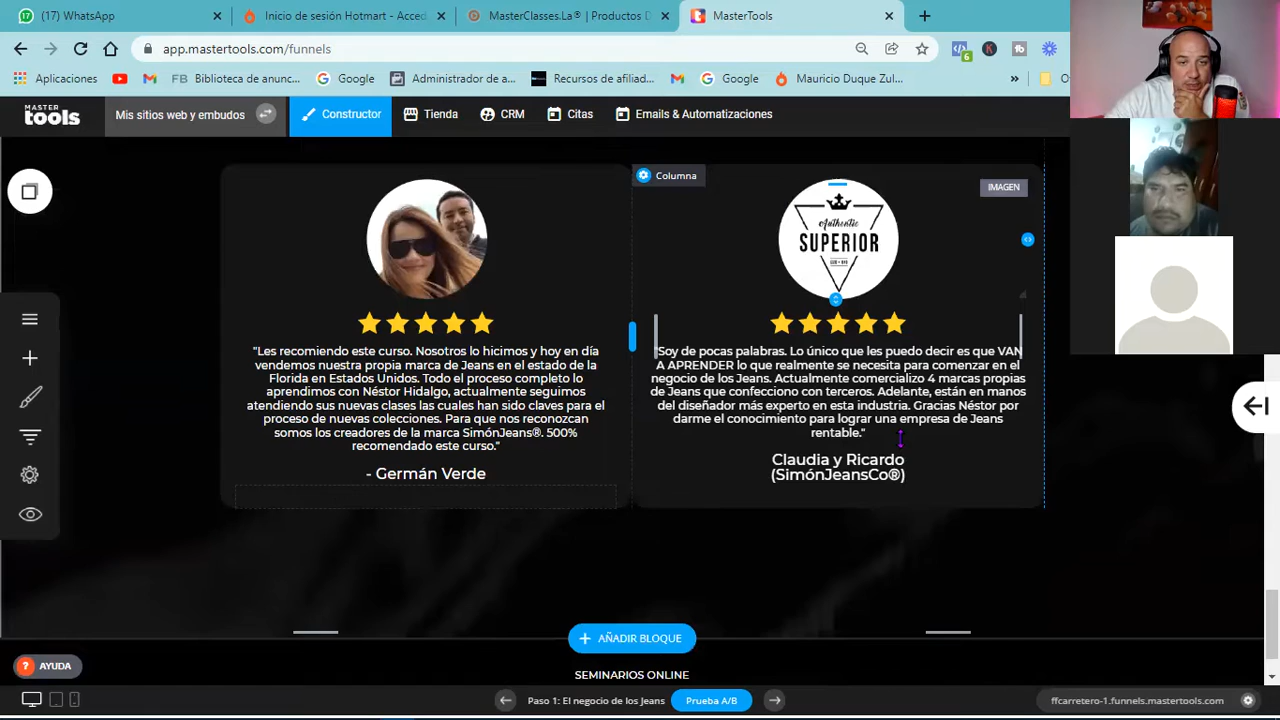 (17) WhatsApp
Inicio de sesión Hotmart - Acced
MasterClasses.La® | Productos D
MasterTools
app.mastertools.com/funnels
6
K
Aplicaciones
FB Biblioteca de anunc...
Google
Administrador de a...
Recursos de afiliad...
Google
Mauricio Duque Zul...
»
MASTER
tools
Mis sitios web y embudos
Constructor
Tienda
CRM
Citas
Emails & Automatizaciones
Columna
IMAGEN
Authentic
SUPERIOR
"Les recomiendo este curso. Nosotros lo hicimos y hoy en día
vendemos nuestra propia marca de Jeans en el estado de la
Florida en Estados Unidos. Todo el proceso completo lo
aprendimos con Néstor Hidalgo, actualmente seguimos
atendiendo sus nuevas clases las cuales han sido claves para el
proceso de nuevas colecciones. Para que nos reconozcan
somos los creadores de la marca SimónJeans®. 500%
recomendado este curso."
- Germán Verde
"Soy de pocas palabras. Lo único que les puedo decir es que VAN
A APRENDER lo que realmente se necesita para comenzar en el
negocio de los Jeans. Actualmente comercializo 4 marcas propias
de Jeans que confecciono con terceros. Adelante, están en manos
del diseñador más experto en esta industria. Gracias Néstor por
darme el conocimiento para lograr una empresa de Jeans
rentable."
Claudia y Ricardo
(SimónJeansCo®)
+ AÑADIR BLOQUE
SEMINARIOS ONLINE
? AYUDA
Paso 1: El negocio de los Jeans
Prueba A/B
ffcarretero-1.funnels.mastertools.com